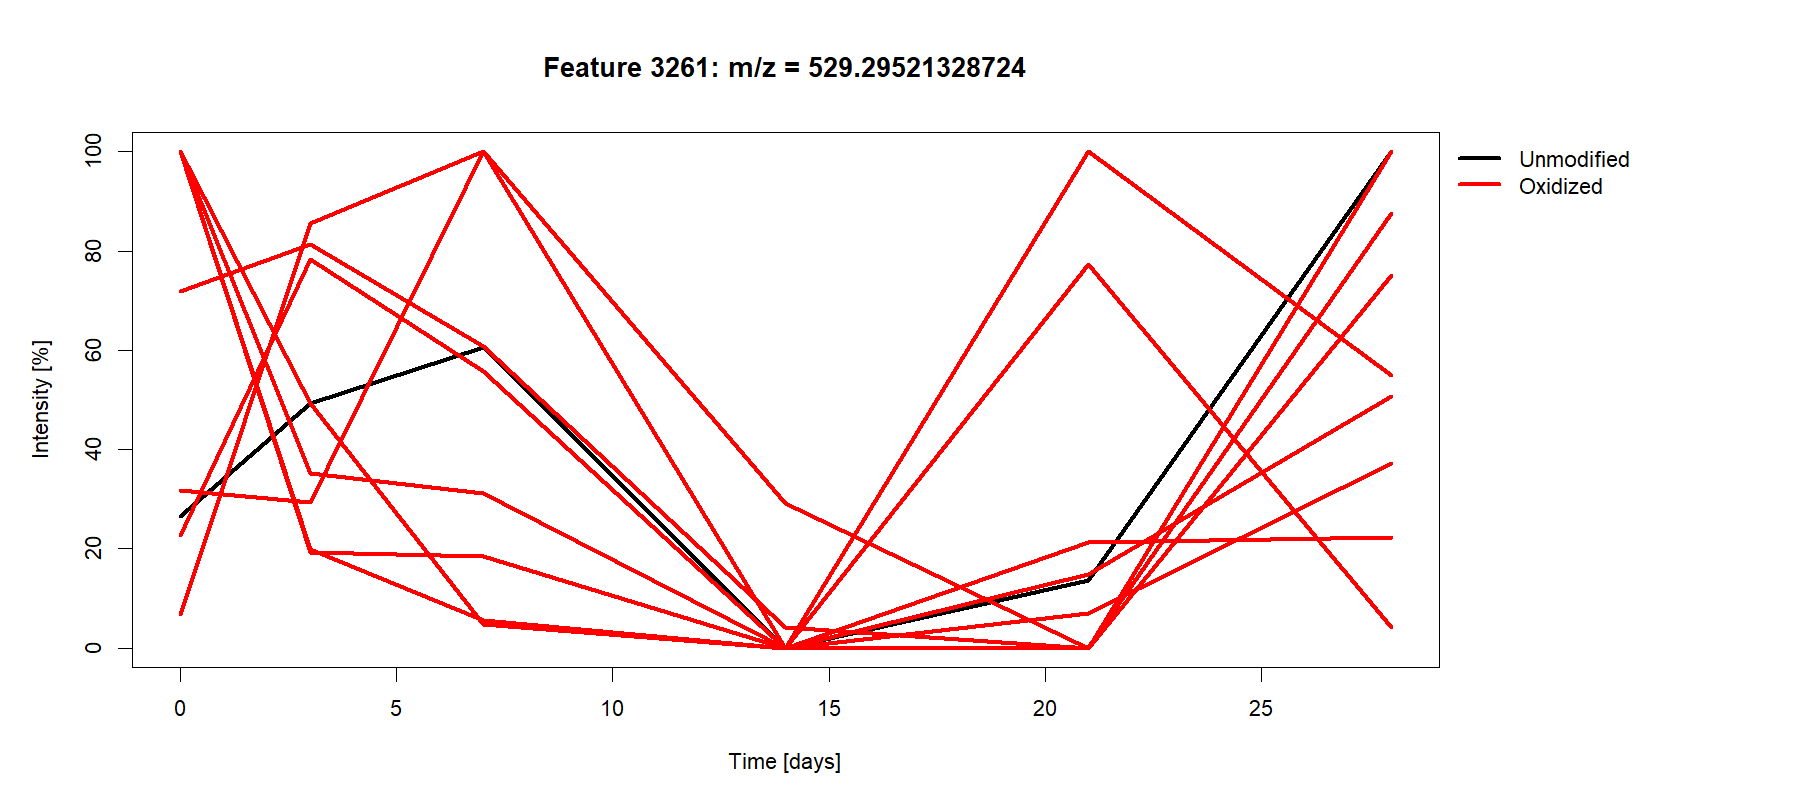 Feature 3261: m/z = 529.29521328724
Unmodified
Oxidized
Intensity [%]
100
80
60
40
20
0
0 5 10 15 20 25
Time [days]